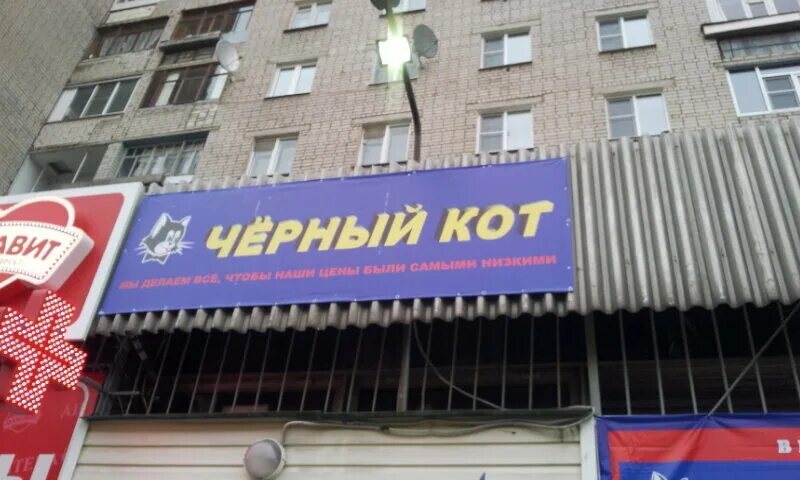 ЧЁРНЫЙ КОТ
МЫ ДЕЛАЕМ ВСЁ, ЧТОБЫ НАШИ ЦЕНЫ БЫЛИ САМЫМИ НИЗКИМИ
АВИТ